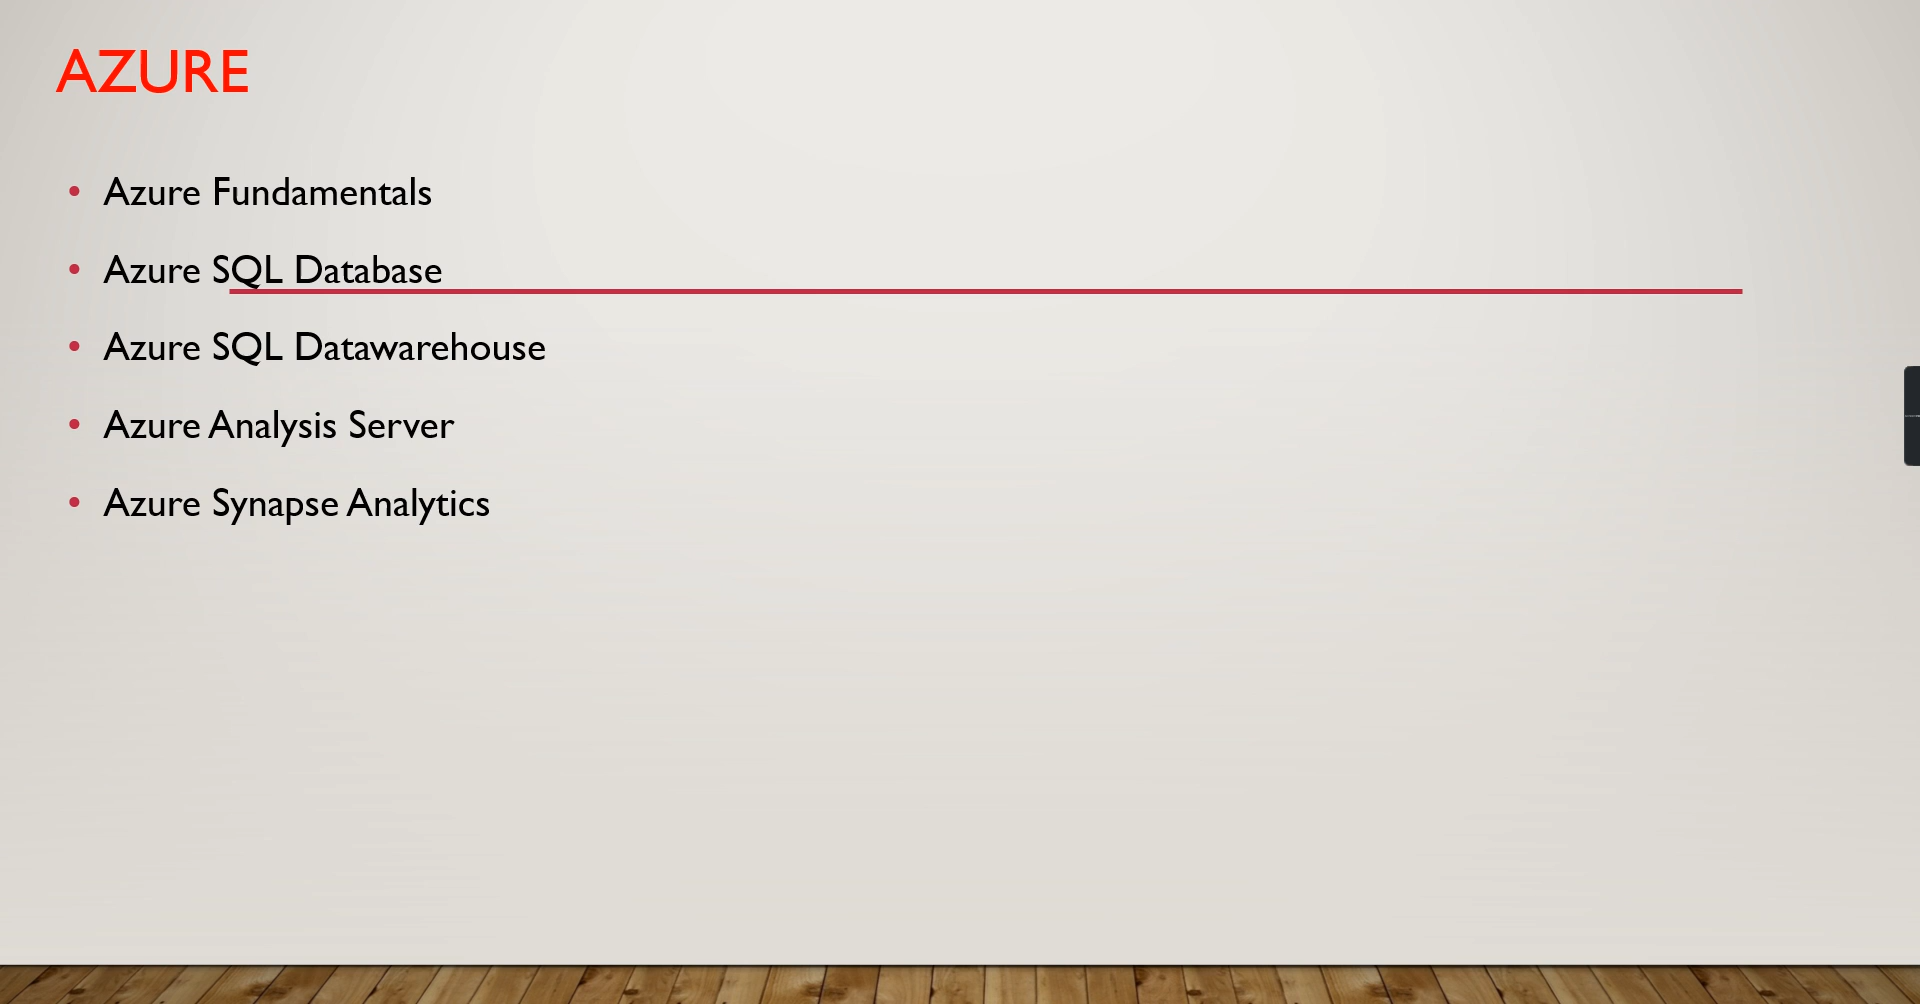 AZURE
• Azure Fundamentals
• Azure SQL Database
• Azure SQL Datawarehouse
• Azure Analysis Server
• Azure Synapse Analytics